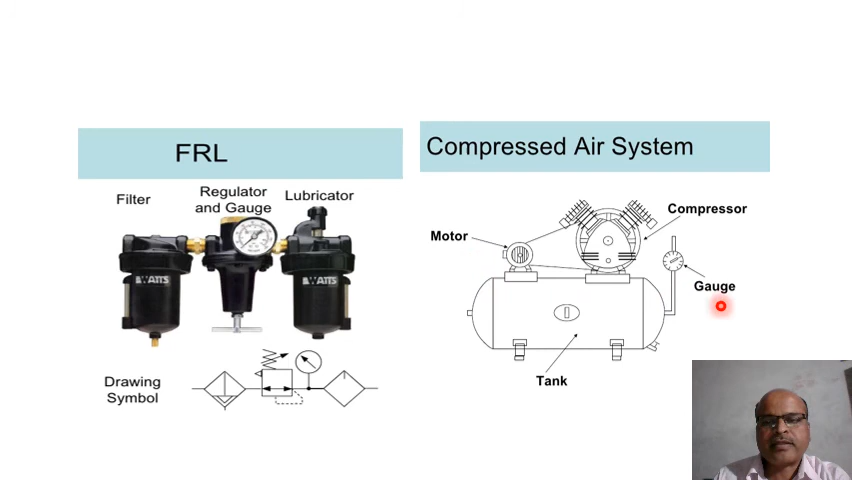 FRL
Compressed Air System
Filter
Regulator
and Gauge
Lubricator
WATTS
WATTS
Drawing
Symbol
Motor
Compressor
Gauge
Tank